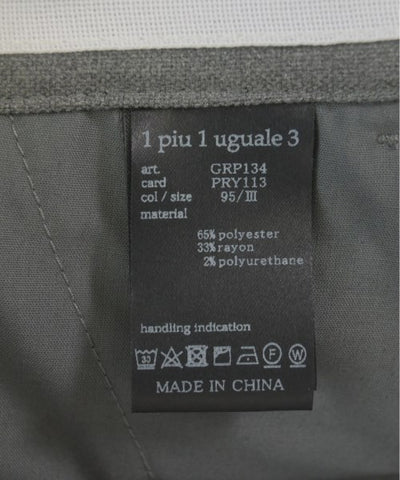 1 piu 1 uguale 3
art. GRP134
card PRY113
col / size 95/III
material
65% polyester
33% rayon
2% polyurethane
handling indication
33 F W
MADE IN CHINA